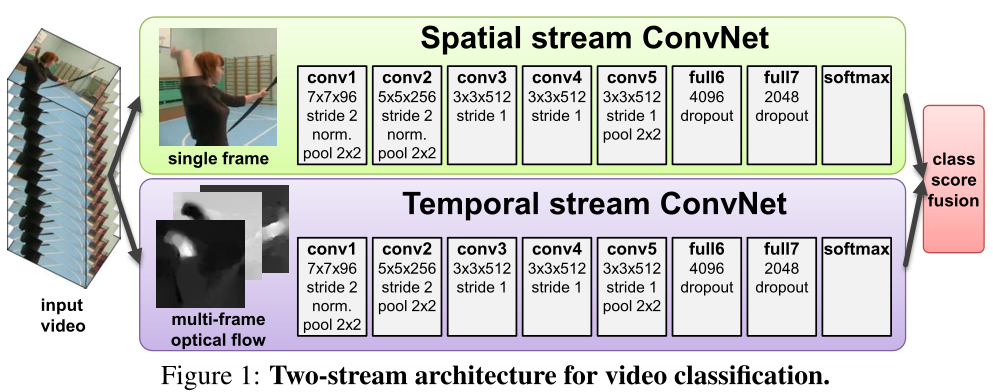 Spatial stream ConvNet
conv1
7x7x96
stride 2
norm.
pool 2x2
conv2
5x5x256
stride 2
norm.
pool 2x2
conv3
3x3x512
stride 1
conv4
3x3x512
stride 1
conv5
3x3x512
stride 1
pool 2x2
full6
4096
dropout
full7
2048
dropout
softmax
single frame
Temporal stream ConvNet
conv1
7x7x96
stride 2
norm.
pool 2x2
conv2
5x5x256
stride 2
pool 2x2
conv3
3x3x512
stride 1
conv4
3x3x512
stride 1
conv5
3x3x512
stride 1
pool 2x2
full6
4096
dropout
full7
2048
dropout
softmax
multi-frame
optical flow
input
video
class
score
fusion
Figure 1: Two-stream architecture for video classification.